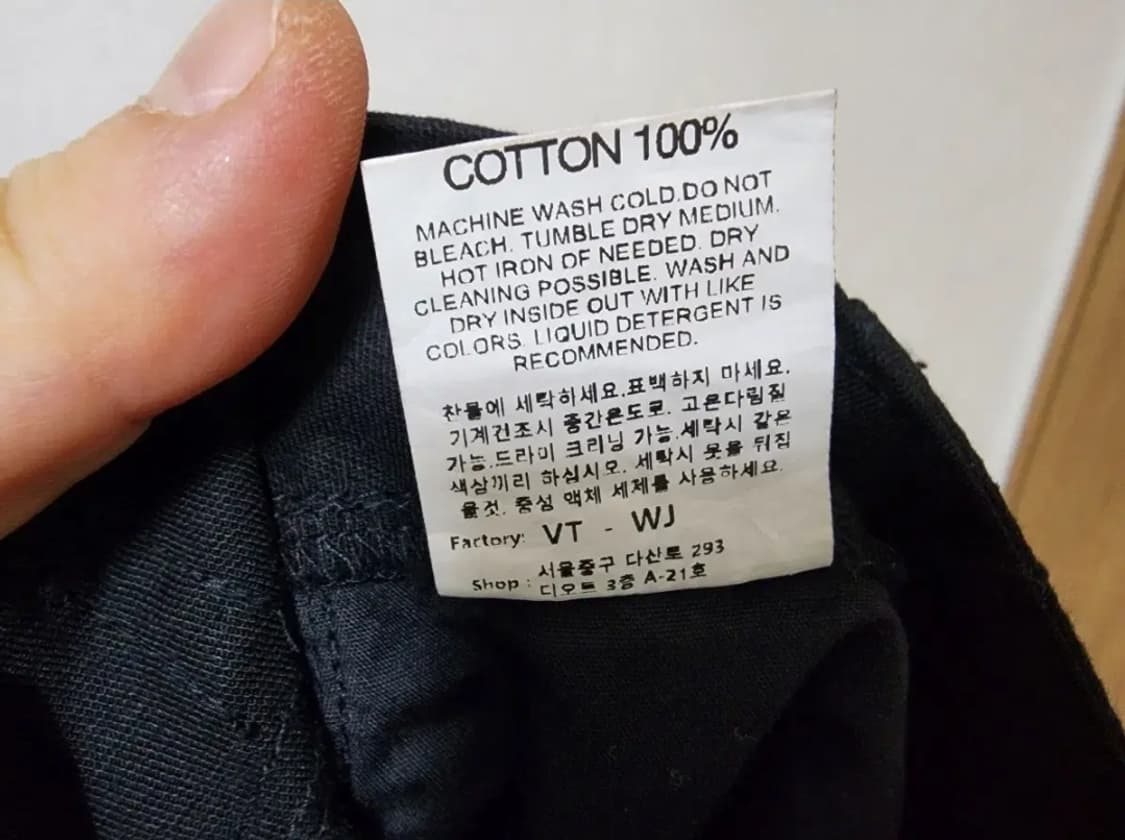 COTTON 100%
MACHINE WASH COLD.DO NOT
BLEACH. TUMBLE DRY MEDIUM.
HOT IRON OF NEEDED. DRY
CLEANING POSSIBLE. WASH AND
DRY INSIDE OUT WITH LIKE
COLORS. LIQUID DETERGENT IS
RECOMMENDED.
찬물에 세탁하세요.표백하지 마세요.
기계건조시 중간온도로. 고온다림질
가능.드라이 크리닝 가능.세탁시 같은
색상끼리 하십시오. 세탁시 옷을 뒤집
을것. 중성 액체 세제를 사용하세요.
Factory: VT - WJ
Shop : 서울중구 다산로 293
디오트 3층 A-21호